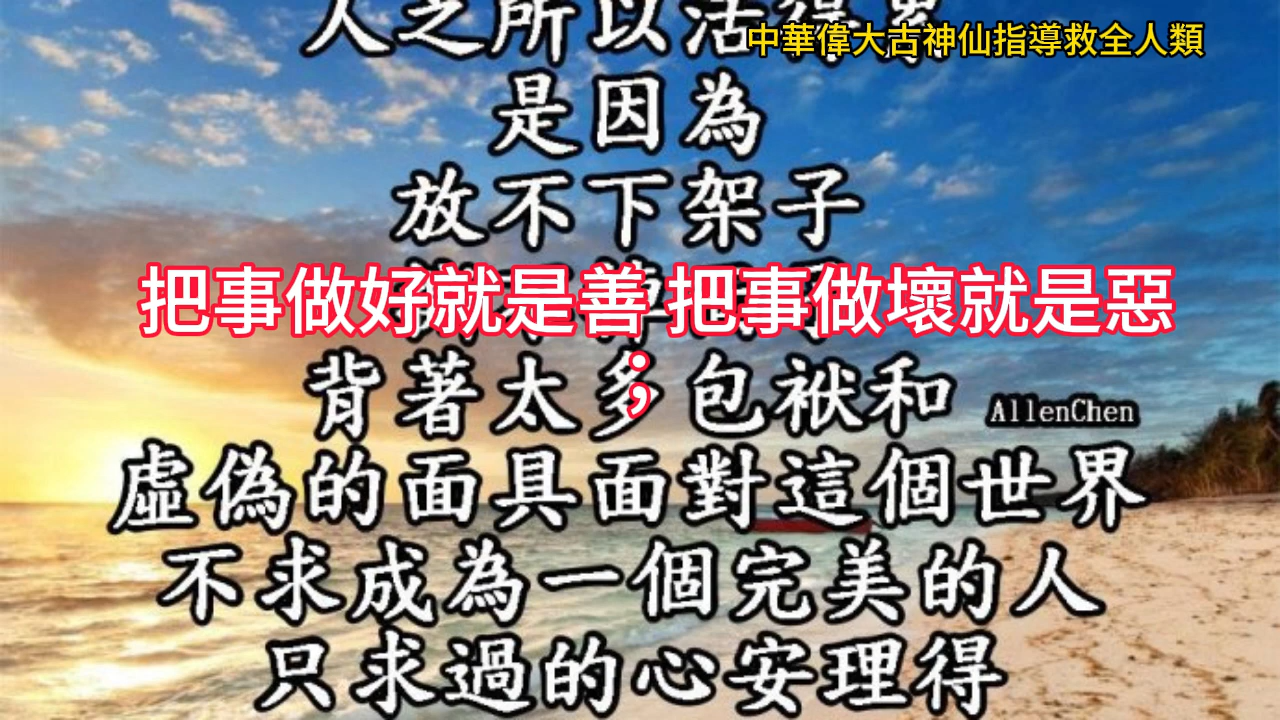 中華偉大古神仙指導救全人類
人之所以活得累
是因為
放不下架子
把事做好就是善 把事做壞就是惡
；
背著太多包袱和
AllenChen
虛偽的面具面對這個世界
不求成為一個完美的人
只求過的心安理得